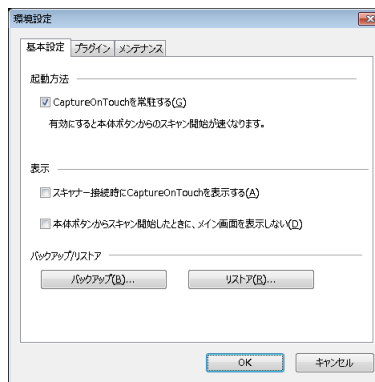 環境設定
基本設定 プラグイン メンテナンス
起動方法
CaptureOnTouchを常駐する(G)
有効にすると本体ボタンからのスキャン開始が速くなります。
表示
スキャナー接続時にCaptureOnTouchを表示する(A)
本体ボタンからスキャン開始したときに、メイン画面を表示しない(D)
バックアップ/リストア
バックアップ(B)... リストア(R)...
OK キャンセル